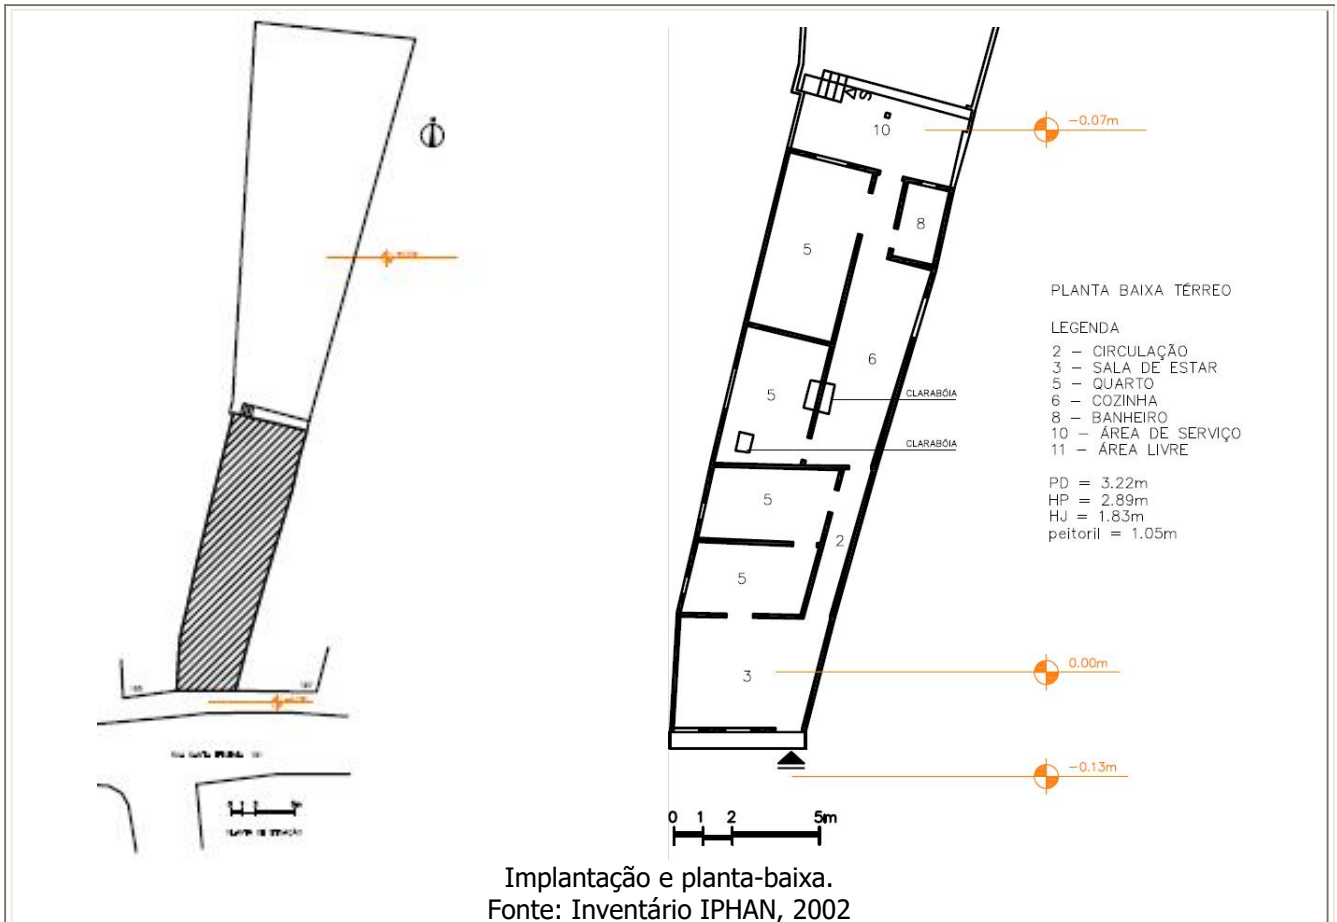 10
S
-0.07m
5
8
PLANTA BAIXA TÉRREO
LEGENDA
2 – CIRCULAÇÃO
3 – SALA DE ESTAR
5 – QUARTO
6 – COZINHA
8 – BANHEIRO
10 – ÁREA DE SERVIÇO
11 – ÁREA LIVRE
PD = 3.22m
HP = 2.89m
HJ = 1.83m
peitoril = 1.05m
6
5
CLARABÓIA
CLARABÓIA
5
2
5
3
0.00m
-0.13m
0 1 2 5m
Implantação e planta-baixa.
Fonte: Inventário IPHAN, 2002